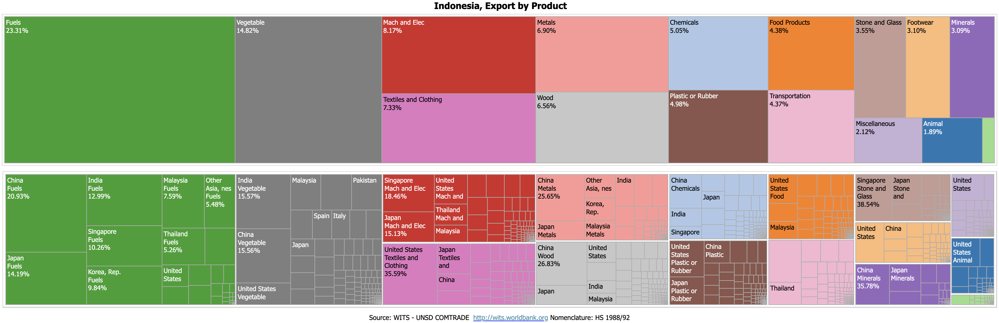 Indonesia, Export by Product
Fuels
23.31%
Vegetable
14.82%
Mach and Elec
8.17%
Textiles and Clothing
7.33%
Metals
6.90%
Wood
6.56%
Chemicals
5.05%
Plastic or Rubber
4.98%
Food Products
4.38%
Transportation
4.37%
Stone and Glass
3.55%
Footwear
3.10%
Minerals
3.09%
Miscellaneous
2.12%
Animal
1.89%
China
Fuels
20.93%
Japan
Fuels
14.19%
India
Fuels
12.99%
Singapore
Fuels
10.26%
Korea, Rep.
Fuels
9.84%
Malaysia
Fuels
7.59%
Other
Asia, nes
Fuels
5.48%
Thailand
Fuels
5.26%
United
States
India
Vegetable
15.57%
China
Vegetable
15.56%
United States
Vegetable
Malaysia
Pakistan
Spain
Italy
Japan
Singapore
Mach and Elec
18.46%
Japan
Mach and Elec
15.13%
United
States
Mach and
Thailand
Mach and
Malaysia
United States
Textiles and
Clothing
35.59%
Japan
Textiles
and
China
China
Metals
25.65%
Japan
Metals
Other
Asia, nes
Korea,
Rep.
Malaysia
Metals
India
China
Wood
26.83%
Japan
United
States
India
Malaysia
China
Chemicals
India
Singapore
Japan
United
States
Plastic or
Rubber
Japan
Plastic or
Rubber
China
Plastic
United
States
Food
Malaysia
Thailand
Singapore
Stone and
Glass
38.54%
Japan
Stone
and
United
States
China
China
Minerals
35.78%
Japan
Minerals
United
States
United
States
Animal
Source: WITS - UNSD COMTRADE http://wits.worldbank.org Nomenclature: HS 1988/92